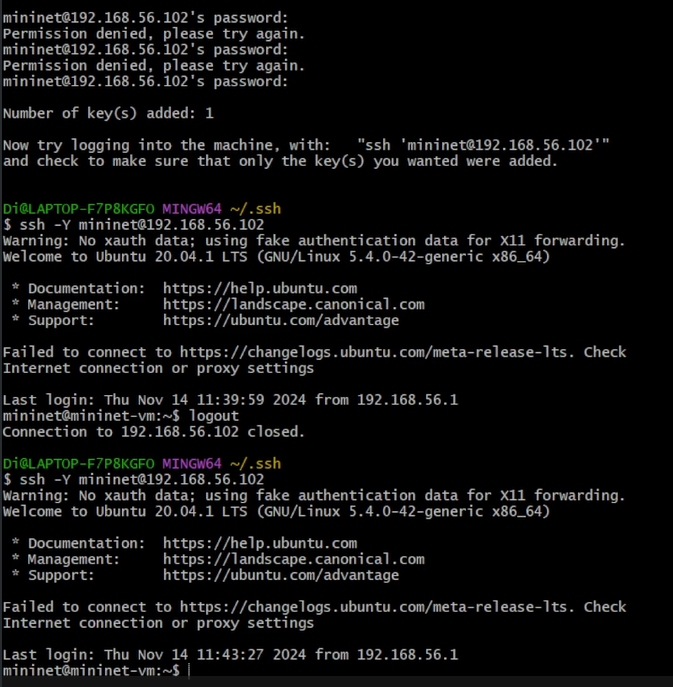 mininet@192.168.56.102's password:
Permission denied, please try again.
mininet@192.168.56.102's password:
Permission denied, please try again.
mininet@192.168.56.102's password:
Number of key(s) added: 1
Now try logging into the machine, with:   "ssh 'mininet@192.168.56.102'"
and check to make sure that only the key(s) you wanted were added.
Di@LAPTOP-F7P8KGFO MINGW64 ~/.ssh
$ ssh -Y mininet@192.168.56.102
Warning: No xauth data; using fake authentication data for X11 forwarding.
Welcome to Ubuntu 20.04.1 LTS (GNU/Linux 5.4.0-42-generic x86_64)
* Documentation:  https://help.ubuntu.com
* Management:     https://landscape.canonical.com
* Support:        https://ubuntu.com/advantage
Failed to connect to https://changelogs.ubuntu.com/meta-release-lts. Check
Internet connection or proxy settings
Last login: Thu Nov 14 11:39:59 2024 from 192.168.56.1
mininet@mininet-vm:~$ logout
Connection to 192.168.56.102 closed.
Di@LAPTOP-F7P8KGFO MINGW64 ~/.ssh
$ ssh -Y mininet@192.168.56.102
Warning: No xauth data; using fake authentication data for X11 forwarding.
Welcome to Ubuntu 20.04.1 LTS (GNU/Linux 5.4.0-42-generic x86_64)
* Documentation:  https://help.ubuntu.com
* Management:     https://landscape.canonical.com
* Support:        https://ubuntu.com/advantage
Failed to connect to https://changelogs.ubuntu.com/meta-release-lts. Check
Internet connection or proxy settings
Last login: Thu Nov 14 11:43:27 2024 from 192.168.56.1
mininet@mininet-vm:~$